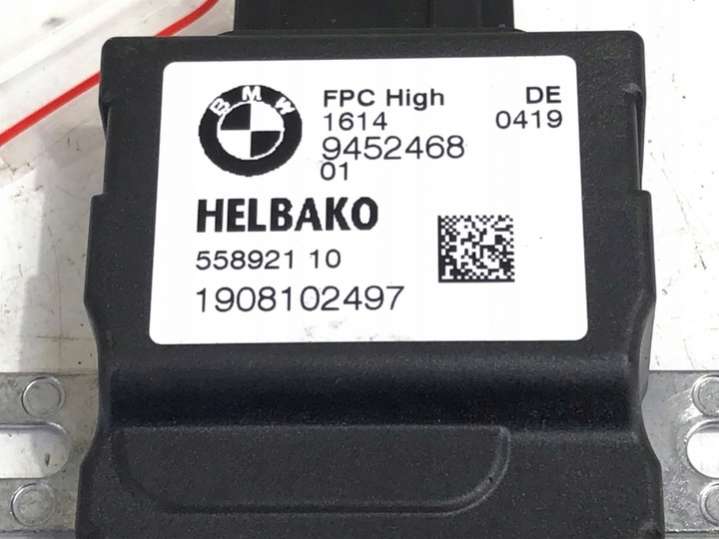 BMW
FPC High DE
1614 0419
9452468
01
HELBAKO
558921 10
1908102497